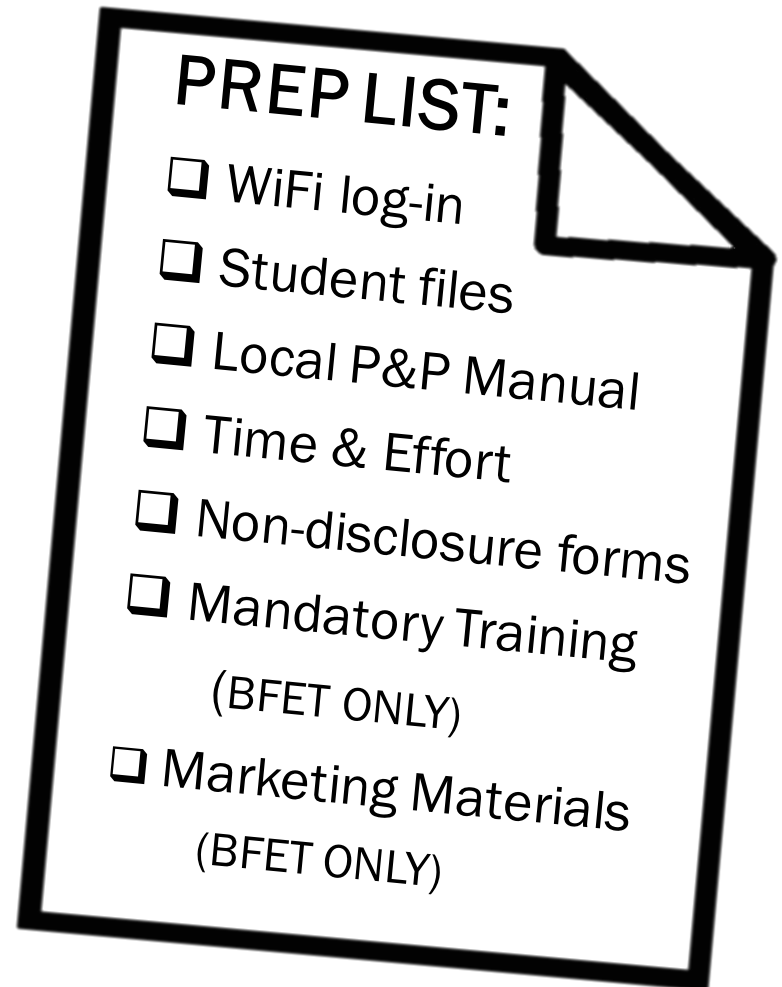 PREP LIST:
❑ WiFi log-in
❑ Student files
❑ Local P&P Manual
❑ Time & Effort
❑ Non-disclosure forms
❑ Mandatory Training
(BFET ONLY)
❑ Marketing Materials
(BFET ONLY)